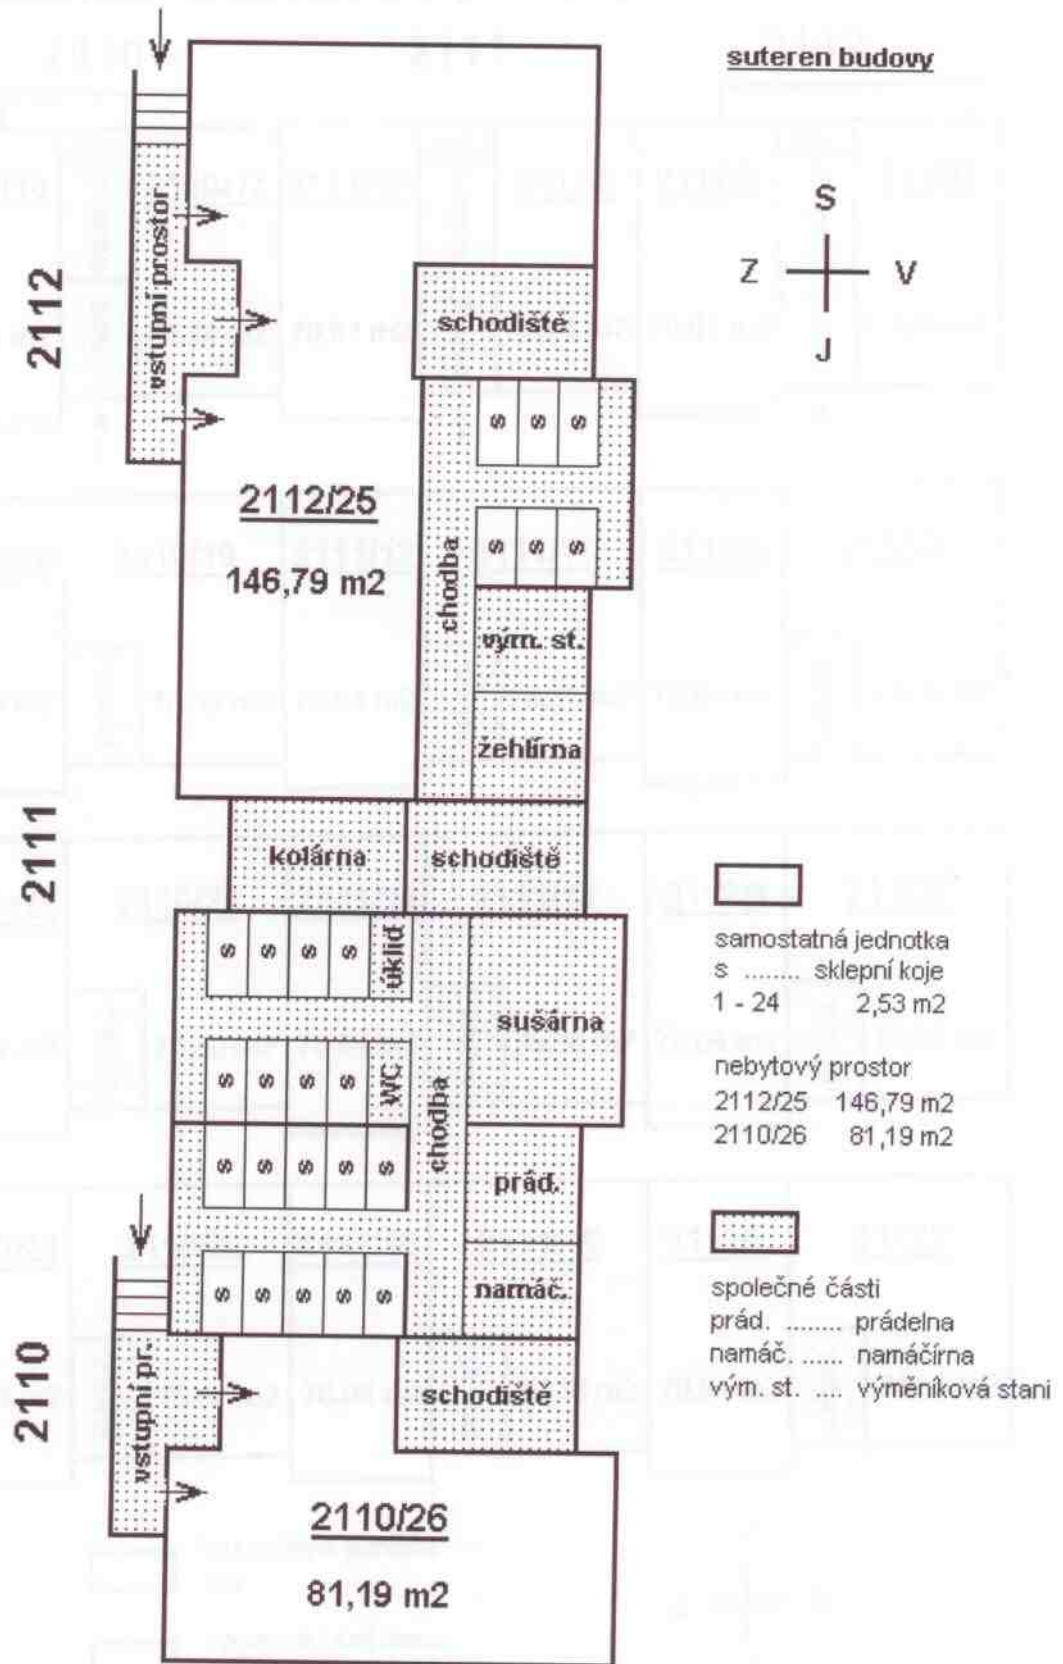 suteren budovy
S
Z V
J
2112
vstupní prostor
schodiště
s s s
2112/25
146,79 m2
chodba
s s s
vým. st.
žehlírna
2111
kolárna
schodiště
s s s s
úklid
sušárna
s s s s
WC
chodba
s s s s s
prád.
s s s s s
namáč.
2110
vstupní pr.
schodiště
2110/26
81,19 m2
samostatná jednotka
s ........ sklepní koje
1 - 24 2,53 m2
nebytový prostor
2112/25 146,79 m2
2110/26 81,19 m2
společné části
prád. ........ prádelna
namáč. ...... namáčírna
vým. st. .... výměníková stani